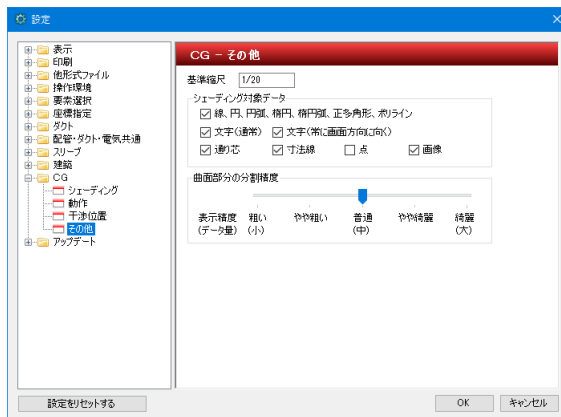 設定
表示
印刷
他形式ファイル
操作環境
要素選択
座標指定
ダクト
配管・ダクト・電気共通
スリーブ
建築
CG
シェーディング
動作
干渉位置
その他
アップデート
CG - その他
基準縮尺 1/20
シェーディング対象データ
線、円、円弧、楕円、楕円弧、正多角形、ポリライン
文字(通常) 文字(常に画面方向に向く)
通り芯 寸法線 点 画像
曲面部分の分割精度
表示精度 粗い やや粗い 普通 やや綺麗 綺麗
(データ量) (小) (中) (大)
設定をリセットする OK キャンセル